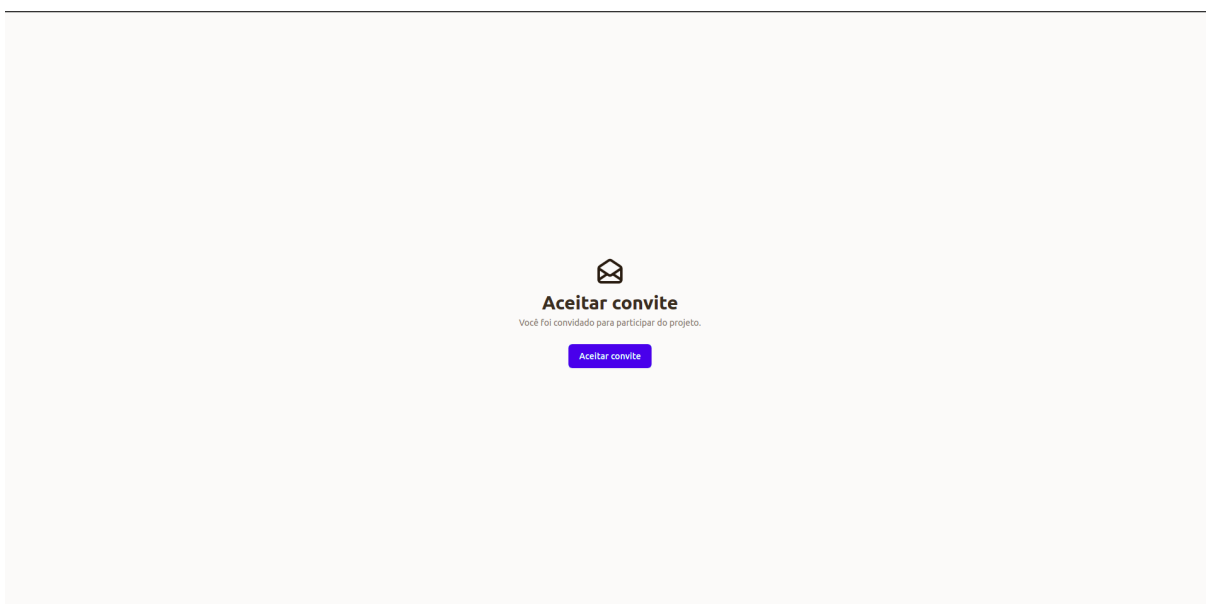 Aceitar convite
Você foi convidado para participar do projeto.
Aceitar convite